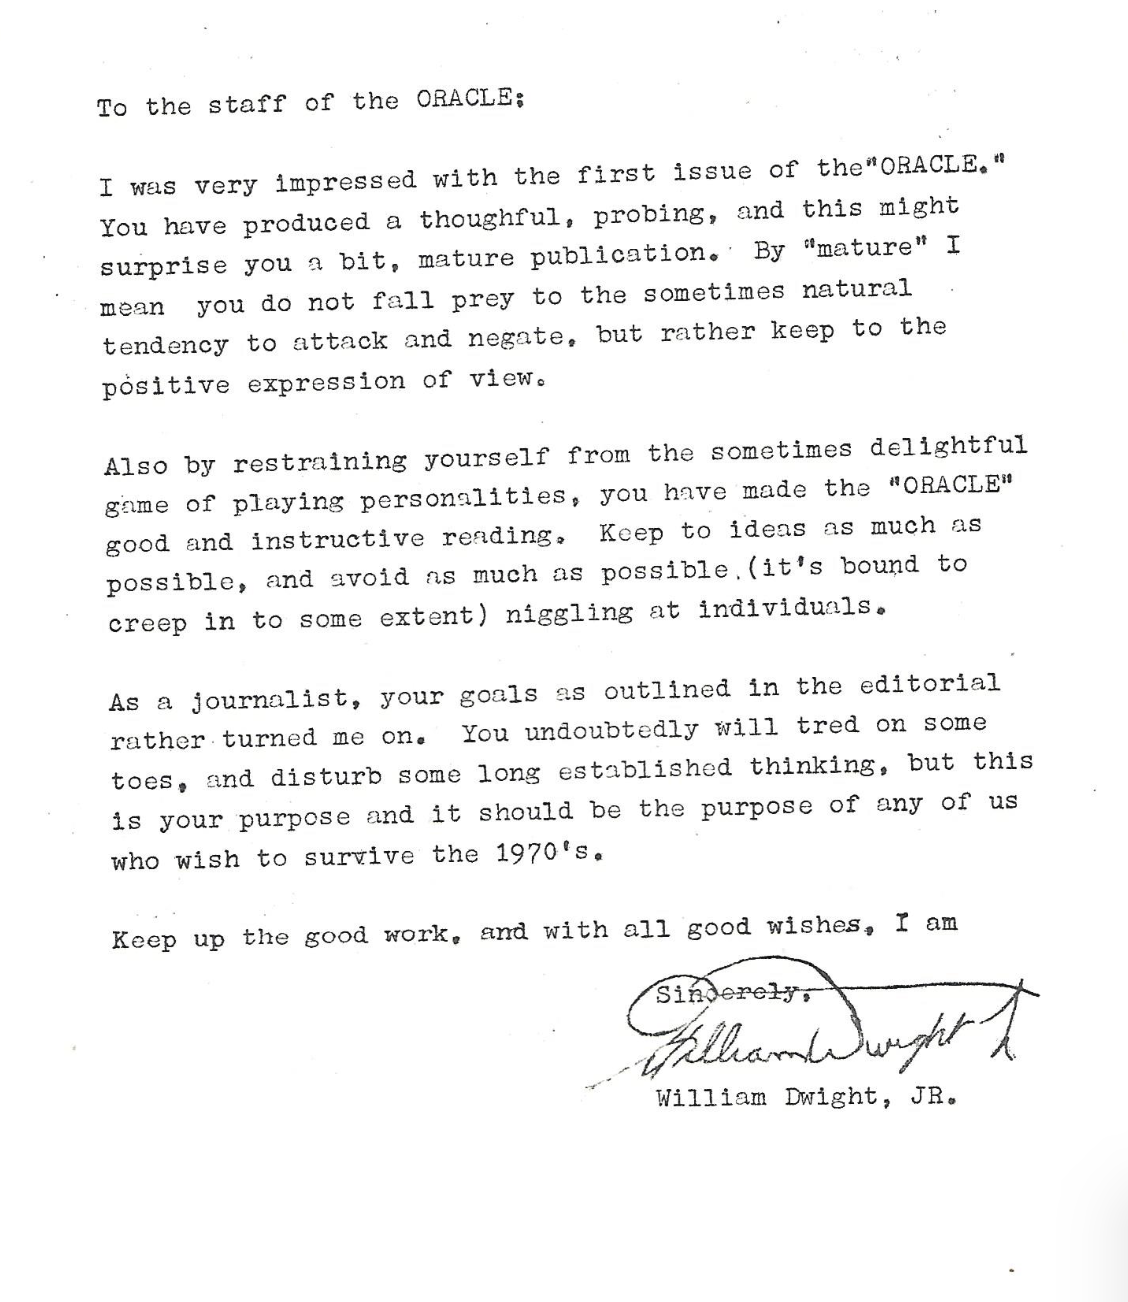 To the staff of the ORACLE;
I was very impressed with the first issue of the"ORACLE."
You have produced a thoughful, probing, and this might
surprise you a bit, mature publication. By "mature" I
mean you do not fall prey to the sometimes natural
tendency to attack and negate, but rather keep to the
positive expression of view.
Also by restraining yourself from the sometimes delightful
game of playing personalities, you have made the "ORACLE"
good and instructive reading. Keep to ideas as much as
possible, and avoid as much as possible (it's bound to
creep in to some extent) niggling at individuals.
As a journalist, your goals as outlined in the editorial
rather turned me on. You undoubtedly will tred on some
toes, and disturb some long established thinking, but this
is your purpose and it should be the purpose of any of us
who wish to survive the 1970's.
Keep up the good work, and with all good wishes, I am
Sincerely,
William Dwight Jr
William Dwight, JR.